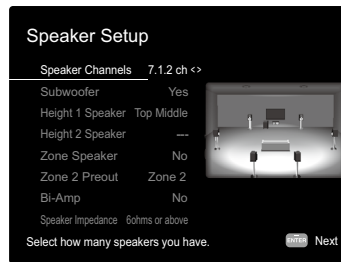 Speaker Setup
Speaker Channels 7.1.2 ch <>
Subwoofer Yes
Height 1 Speaker Top Middle
Height 2 Speaker ---
Zone Speaker No
Zone 2 Preout Zone 2
Bi-Amp No
Speaker Impedance 6ohms or above
Select how many speakers you have. ENTER Next